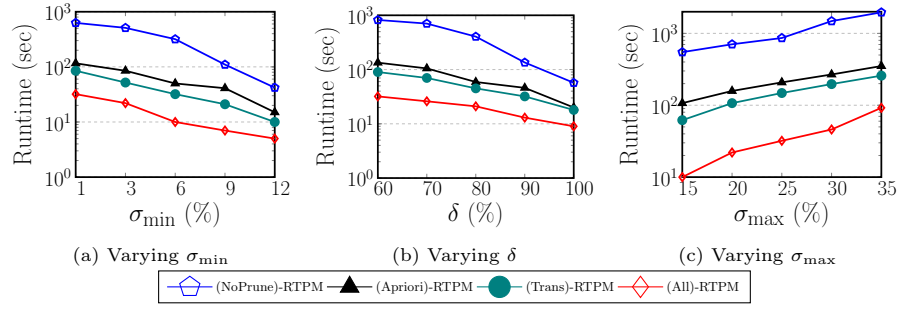 Runtime (sec)
10³
10²
10¹
10⁰
1 3 6 9 12
σmin (%)
(a) Varying σmin
Runtime (sec)
10³
10²
10¹
10⁰
60 70 80 90 100
δ (%)
(b) Varying δ
Runtime (sec)
10³
10²
10¹
15 20 25 30 35
σmax (%)
(c) Varying σmax
(NoPrune)-RTPM (Apriori)-RTPM (Trans)-RTPM (All)-RTPM